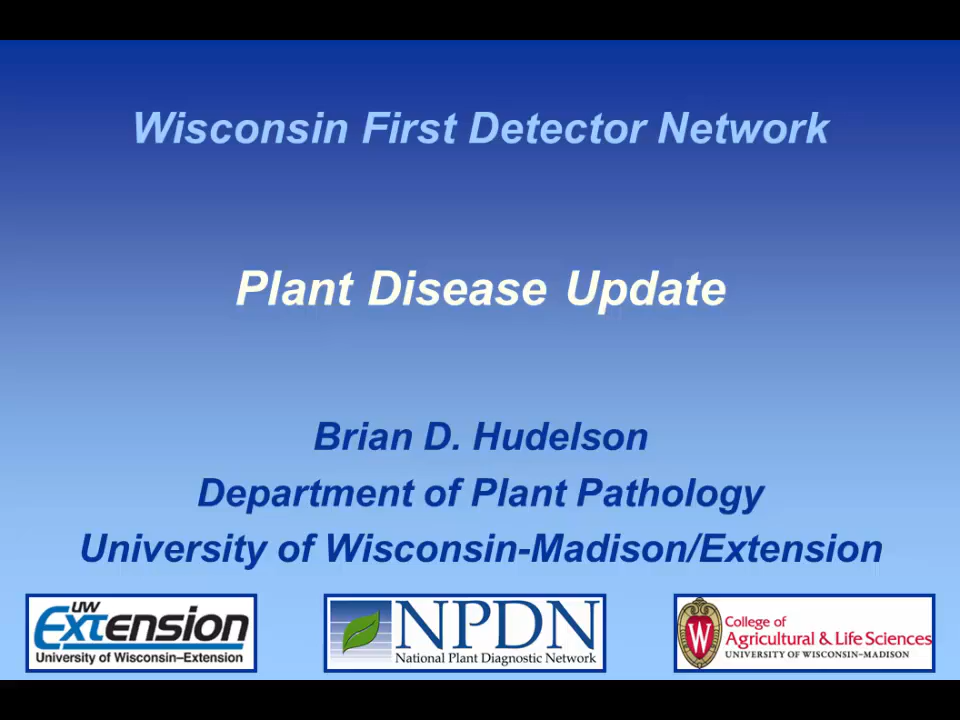 Wisconsin First Detector Network
Plant Disease Update
Brian D. Hudelson
Department of Plant Pathology
University of Wisconsin-Madison/Extension
UW
Extension
University of Wisconsin–Extension
NPDN
National Plant Diagnostic Network
W
College of
Agricultural & Life Sciences
UNIVERSITY OF WISCONSIN–MADISON